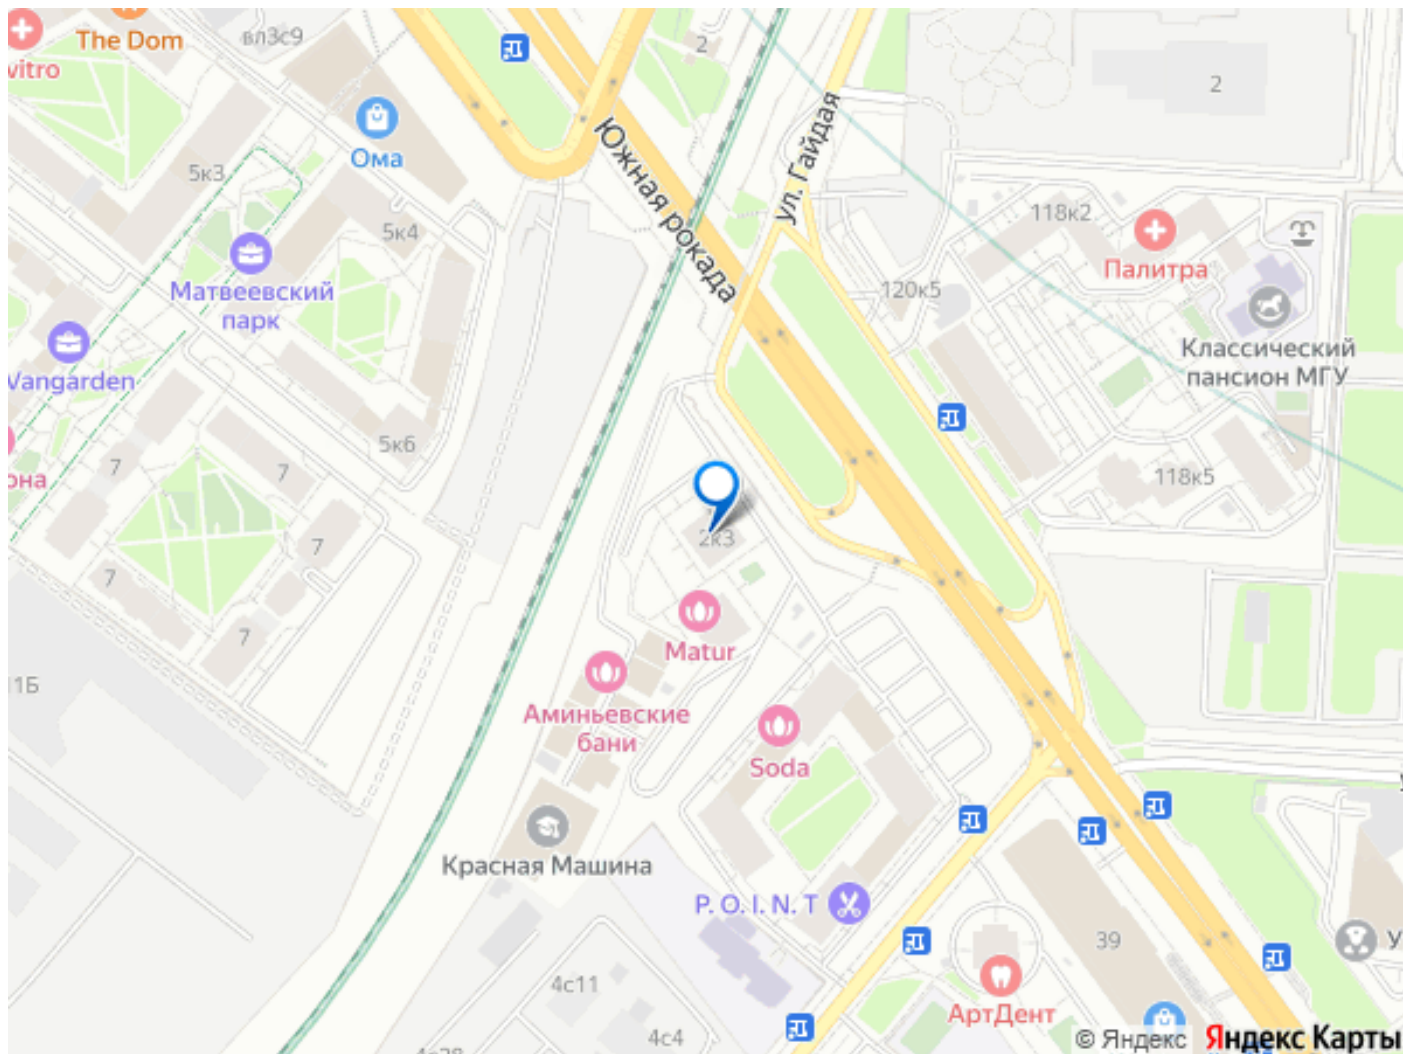 The Dom
вл3с9
vitro
2
2
Ома
5к3
Южная рокада
ул. Гайдая
118к2
Палитра
5к4
Матвеевский
парк
120к5
Классический
пансион МГУ
Vangarden
5к6
7
7
она
118к5
2к3
7
7
Matur
7
11Б
Аминьевские
бани
Soda
Красная Машина
P. O. I. N. T
39
У
4с11
АртДент
4с4
© Яндекс Яндекс Карты